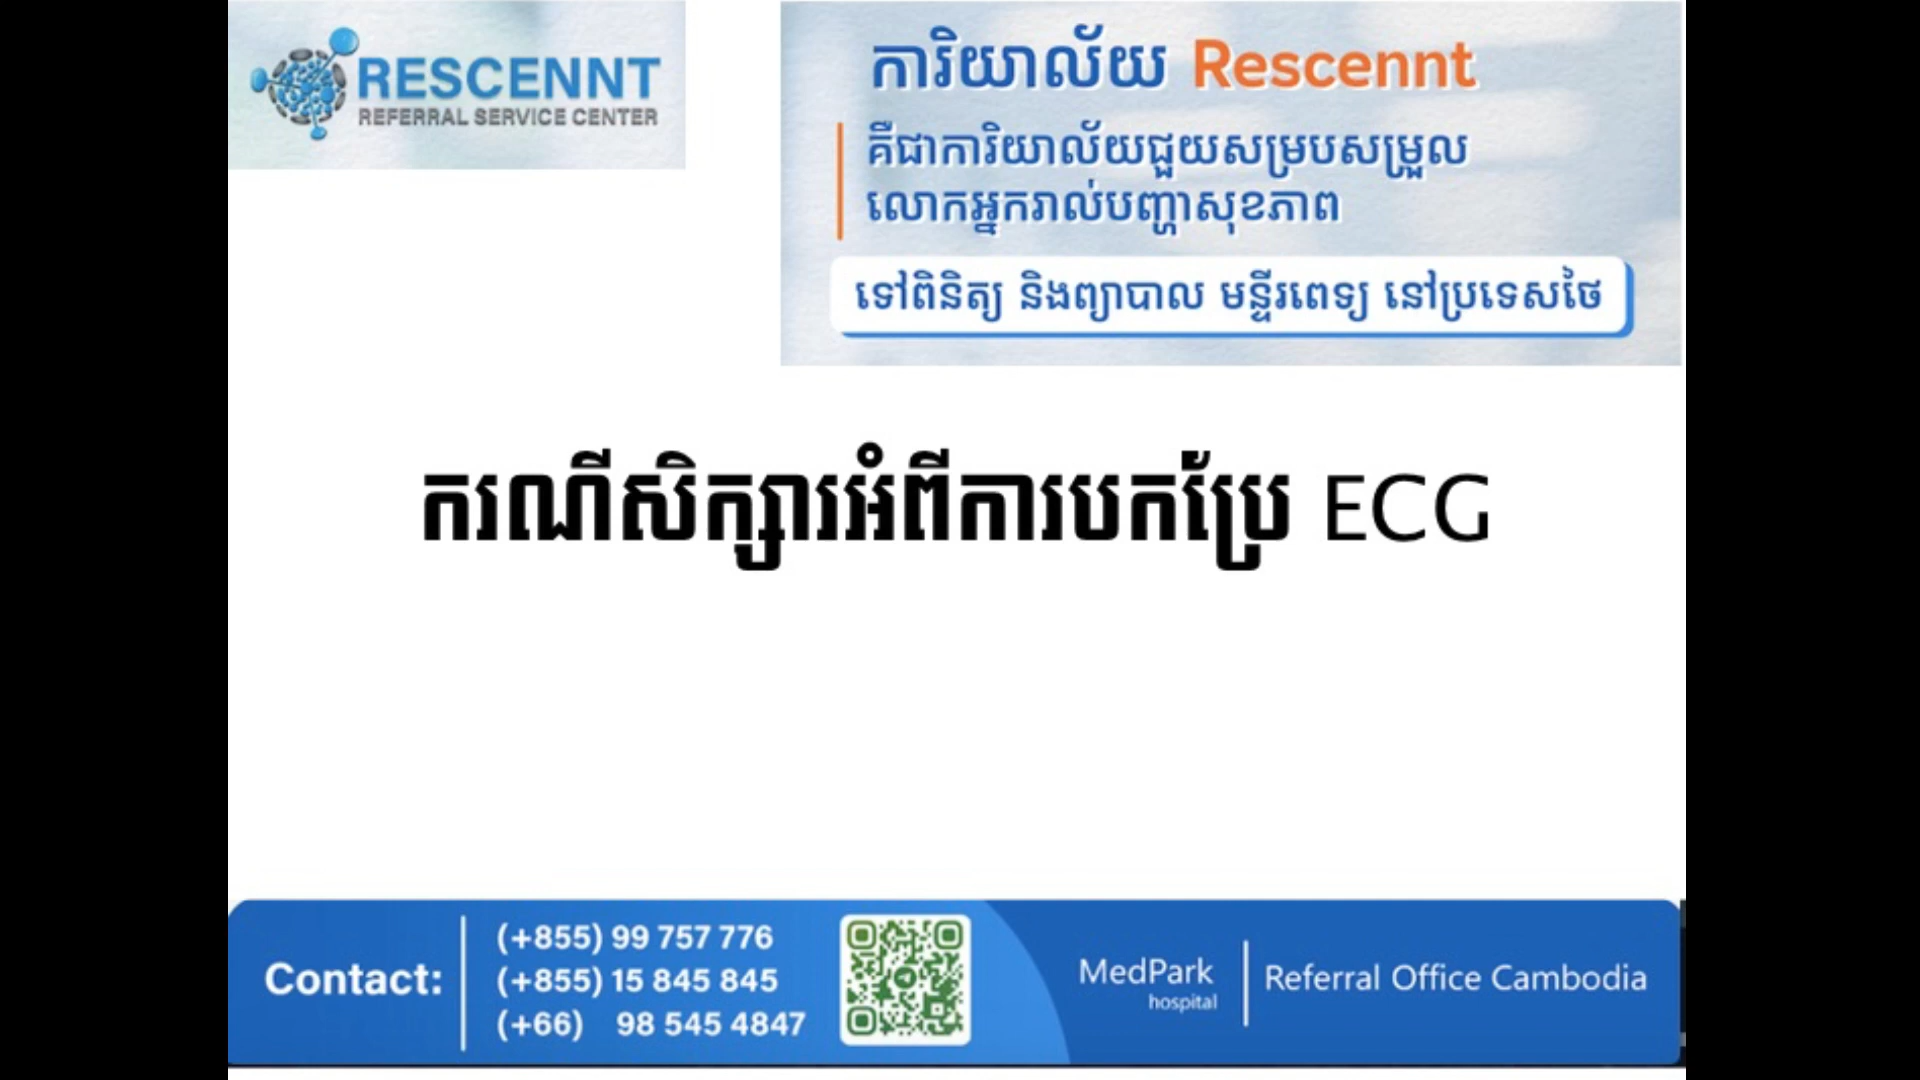 RESCENNT
REFERRAL SERVICE CENTER
ការិយាល័យ Rescennt
គឺជាការិយាល័យជួយសម្របសម្រួល
លោកអ្នករាល់បញ្ហាសុខភាព
ទៅពិនិត្យ និងព្យាបាល មន្ទីរពេទ្យ នៅប្រទេសថៃ
ករណីសិក្សារអំពីការបកប្រែ ECG
Contact:
(+855) 99 757 776
(+855) 15 845 845
(+66) 98 545 4847
MedPark
hospital
Referral Office Cambodia